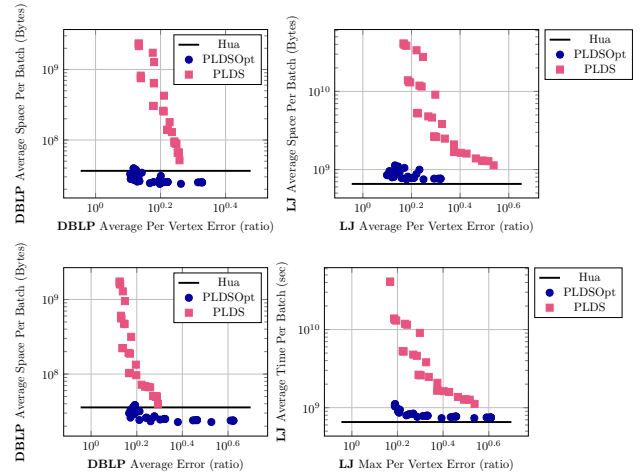 DBLP Average Space Per Batch (Bytes)
10^9
10^8
10^0
10^0.2
10^0.4
DBLP Average Per Vertex Error (ratio)
Hua
PLDSOpt
PLDS
LJ Average Space Per Batch (Bytes)
10^10
10^9
10^0
10^0.2
10^0.4
10^0.6
LJ Average Per Vertex Error (ratio)
Hua
PLDSOpt
PLDS
DBLP Average Space Per Batch (Bytes)
10^9
10^8
10^0
10^0.2
10^0.4
10^0.6
DBLP Average Error (ratio)
Hua
PLDSOpt
PLDS
LJ Average Time Per Batch (sec)
10^10
10^9
10^0
10^0.2
10^0.4
10^0.6
LJ Max Per Vertex Error (ratio)
Hua
PLDSOpt
PLDS